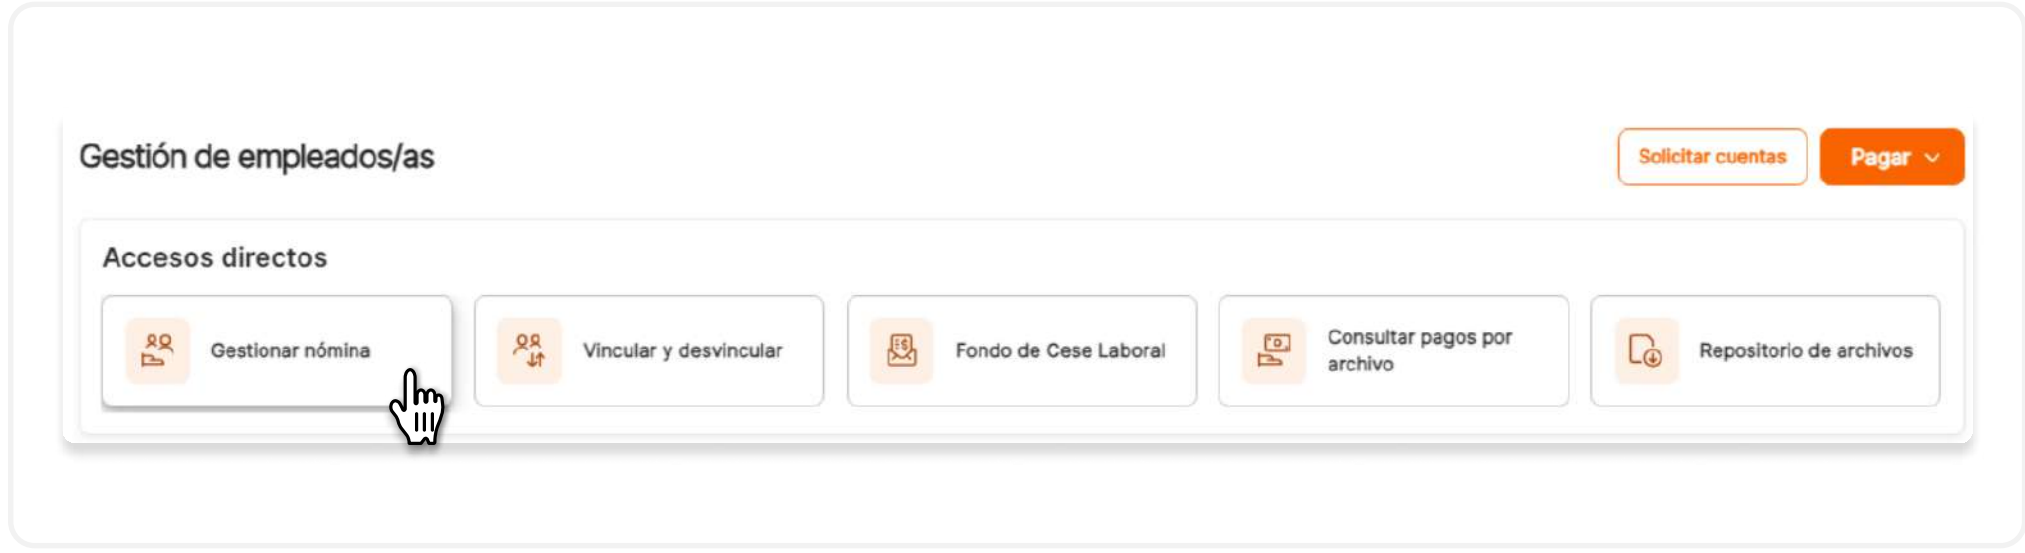 Gestión de empleados/as
Solicitar cuentas
Pagar
Accesos directos
Gestionar nómina
Vincular y desvincular
Fondo de Cese Laboral
Consultar pagos por
archivo
Repositorio de archivos